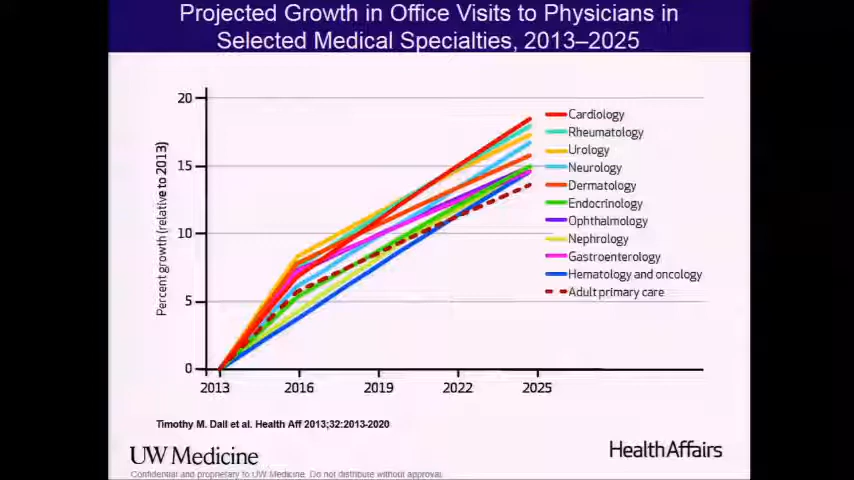 Projected Growth in Office Visits to Physicians in
Selected Medical Specialties, 2013–2025
Percent growth (relative to 2013)
20
15
10
5
0
2013 2016 2019 2022 2025
Cardiology
Rheumatology
Urology
Neurology
Dermatology
Endocrinology
Ophthalmology
Nephrology
Gastroenterology
Hematology and oncology
Adult primary care
Timothy M. Dall et al. Health Aff 2013;32:2013-2020
UW Medicine
HealthAffairs
Confidential and proprietary to UW Medicine. Do not distribute without approval.